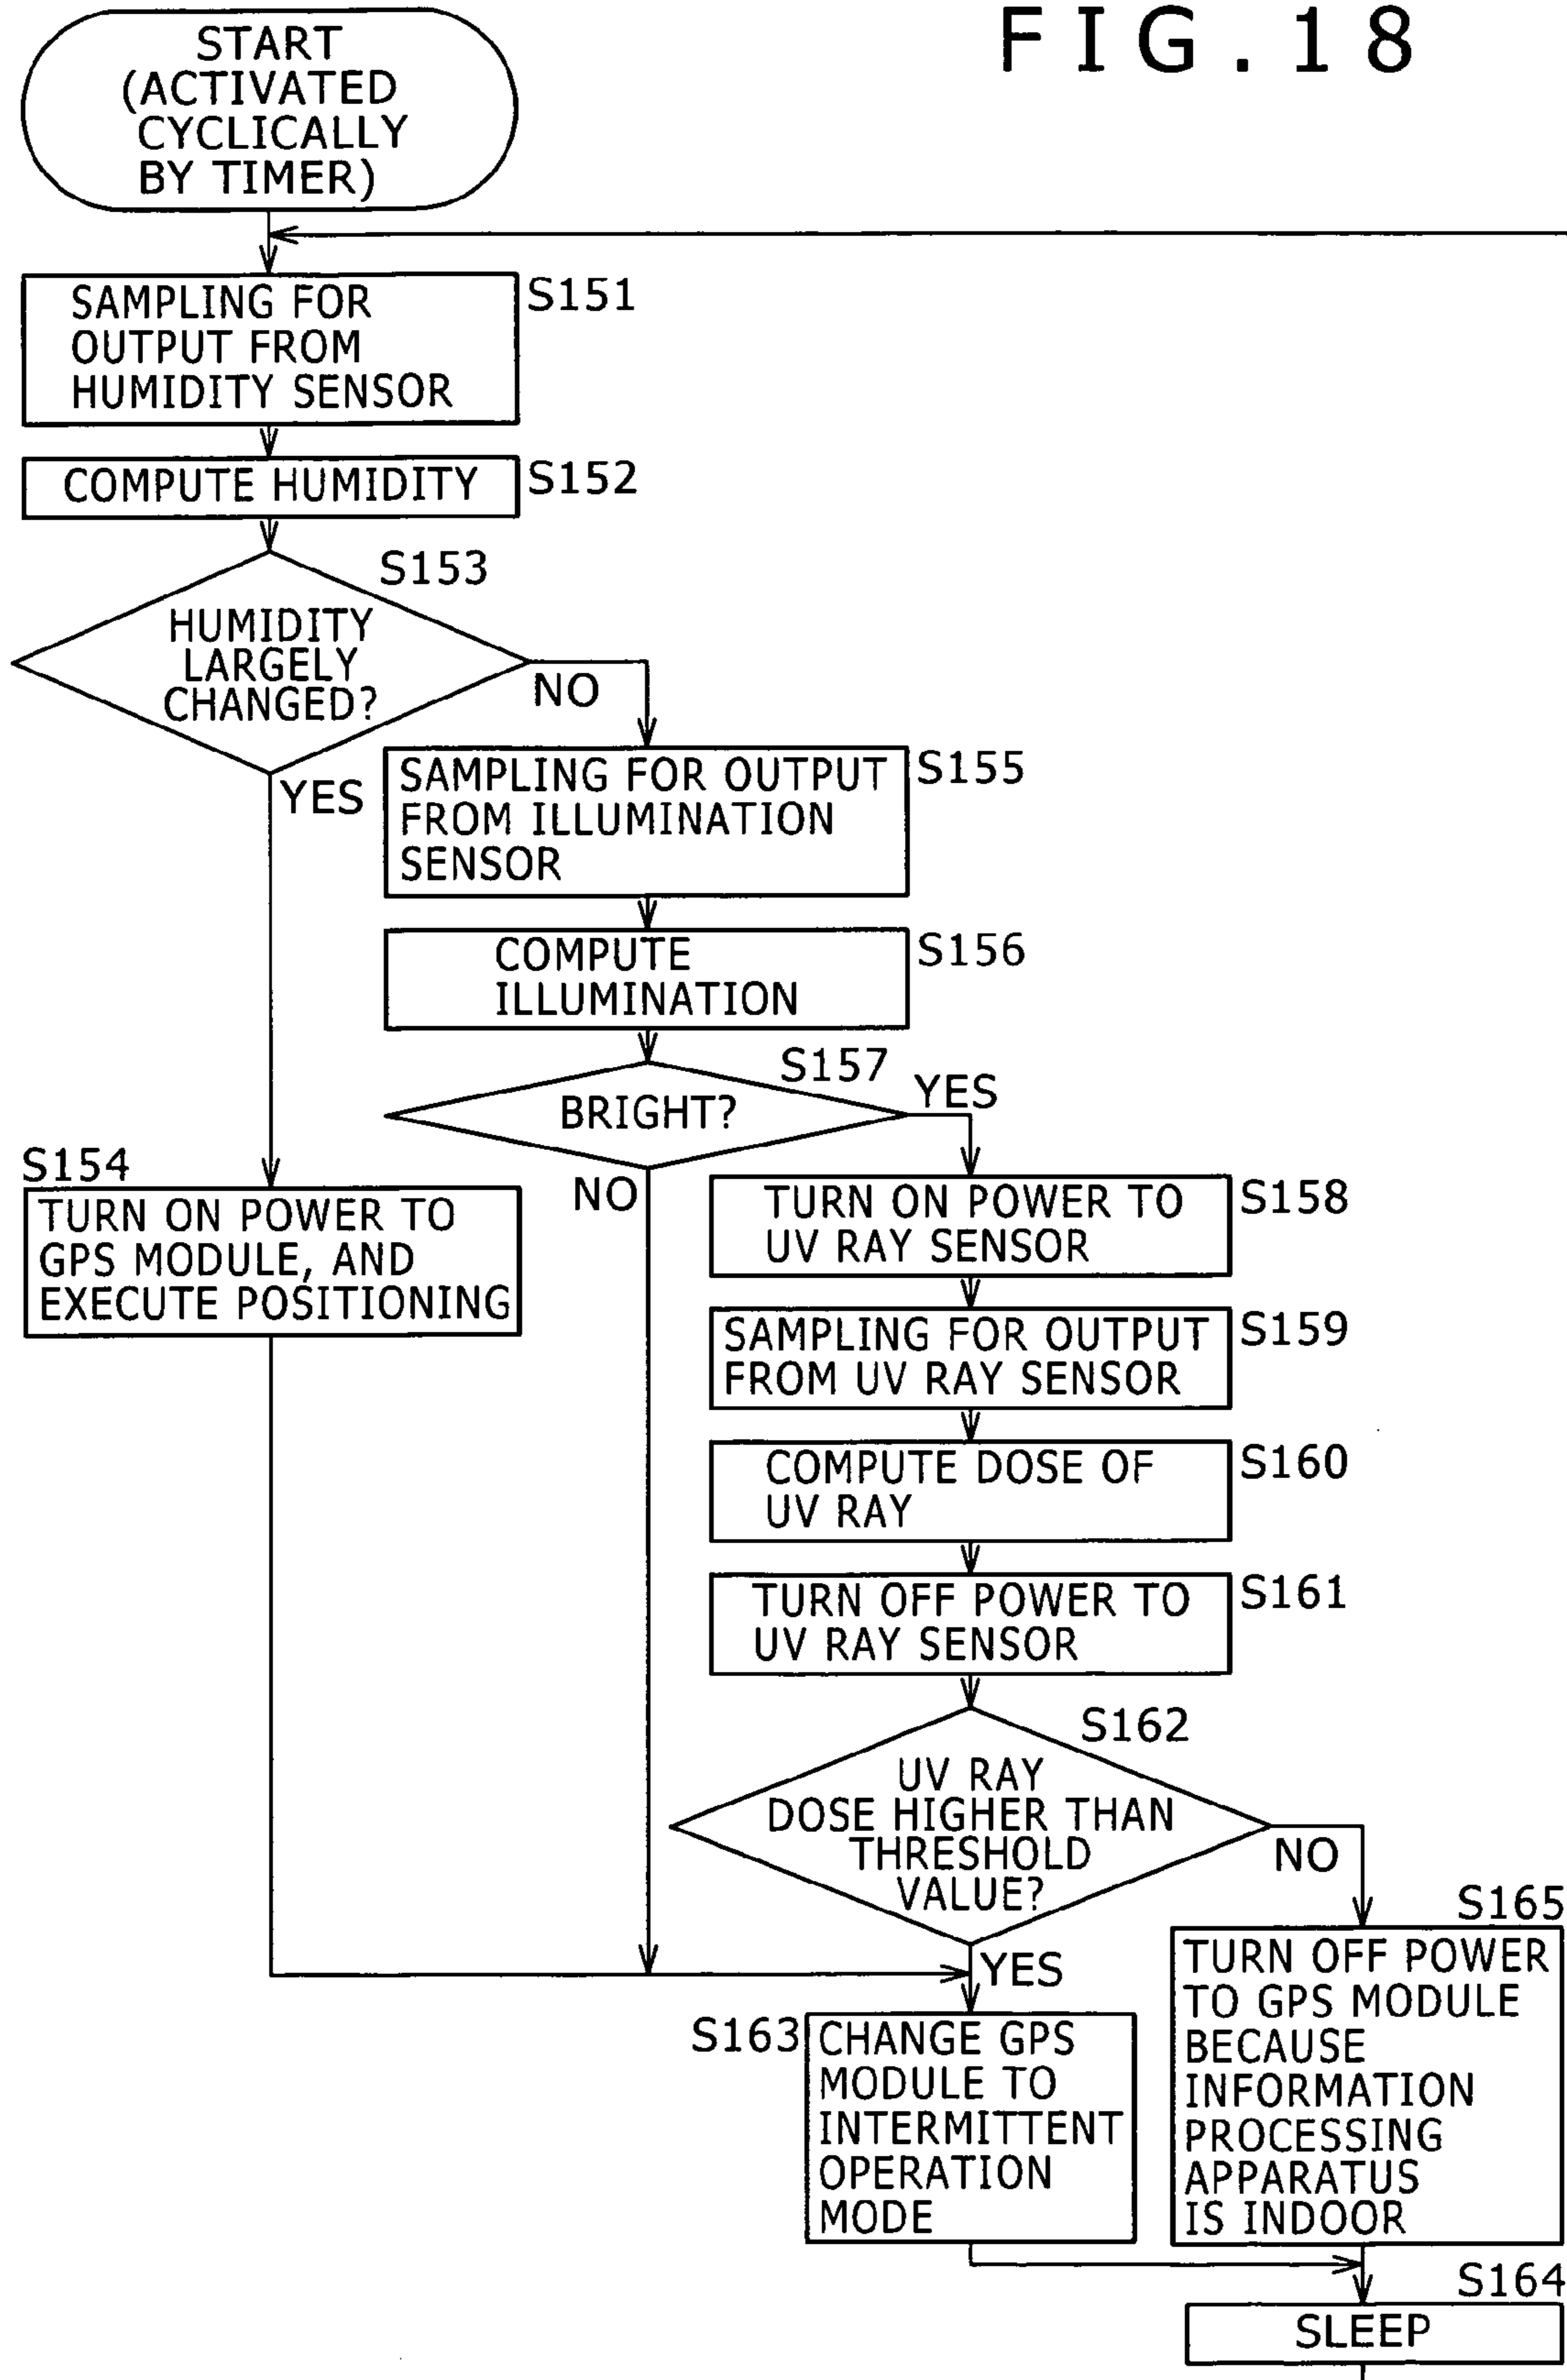 FIG.18
START
(ACTIVATED
CYCLICALLY
BY TIMER)
SAMPLING FOR
OUTPUT FROM
HUMIDITY SENSOR
S151
COMPUTE HUMIDITY
S152
S153
HUMIDITY
LARGELY
CHANGED?
NO
YES
SAMPLING FOR OUTPUT
FROM ILLUMINATION
SENSOR
S155
COMPUTE
ILLUMINATION
S156
S157
BRIGHT?
YES
NO
S154
TURN ON POWER TO
GPS MODULE, AND
EXECUTE POSITIONING
TURN ON POWER TO
UV RAY SENSOR
S158
SAMPLING FOR OUTPUT
FROM UV RAY SENSOR
S159
COMPUTE DOSE OF
UV RAY
S160
TURN OFF POWER TO
UV RAY SENSOR
S161
S162
UV RAY
DOSE HIGHER THAN
THRESHOLD
VALUE?
NO
YES
S163
CHANGE GPS
MODULE TO
INTERMITTENT
OPERATION
MODE
S165
TURN OFF POWER
TO GPS MODULE
BECAUSE
INFORMATION
PROCESSING
APPARATUS
IS INDOOR
S164
SLEEP